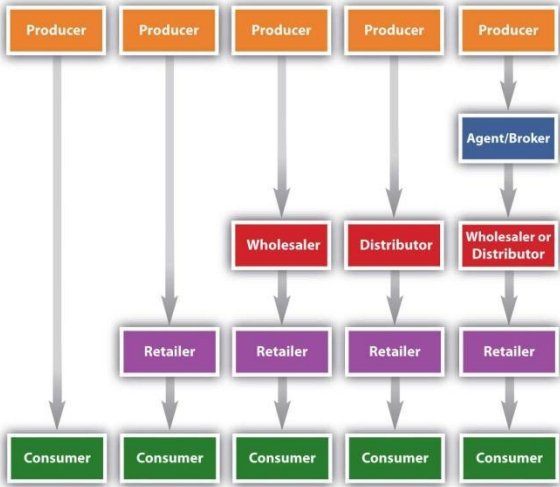 Producer
Producer
Producer
Producer
Producer
Agent/Broker
Wholesaler
Distributor
Wholesaler or
Distributor
Retailer
Retailer
Retailer
Retailer
Consumer
Consumer
Consumer
Consumer
Consumer